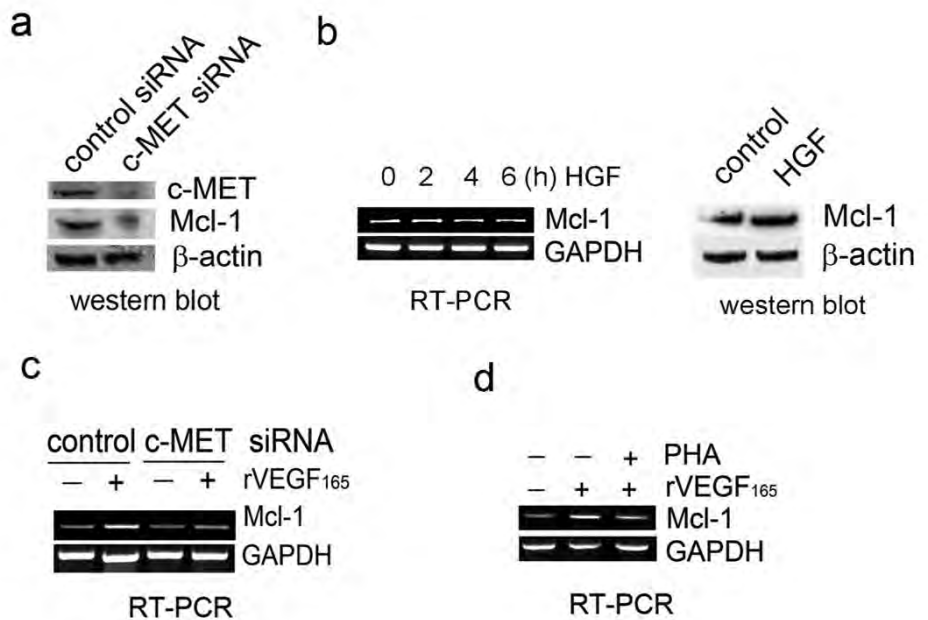 a
control siRNA
c-MET siRNA
c-MET
Mcl-1
β-actin
western blot
b
0 2 4 6 (h) HGF
Mcl-1
GAPDH
RT-PCR
control
HGF
Mcl-1
β-actin
western blot
c
control c-MET siRNA
– + – + rVEGF₁₆₅
Mcl-1
GAPDH
RT-PCR
d
– – + PHA
– + + rVEGF₁₆₅
Mcl-1
GAPDH
RT-PCR